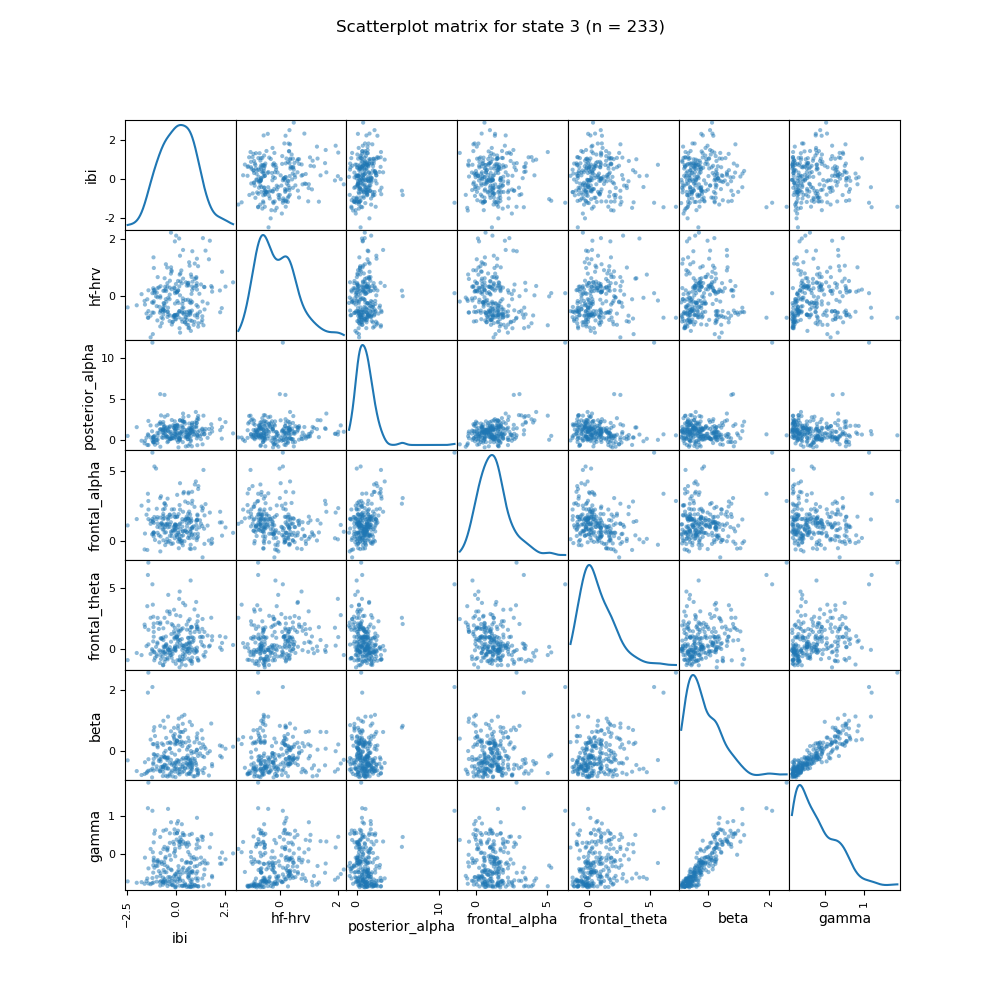 Scatterplot matrix for state 3 (n = 233)
ibi
2
0
-2
hf-hrv
2
0
posterior_alpha
10
5
0
frontal_alpha
5
0
frontal_theta
5
0
beta
2
0
gamma
1
0
−2.5 0.0 2.5 0 2 0 10 0 5 0 5 0 2 0 1
ibi hf-hrv posterior_alpha frontal_alpha frontal_theta beta gamma